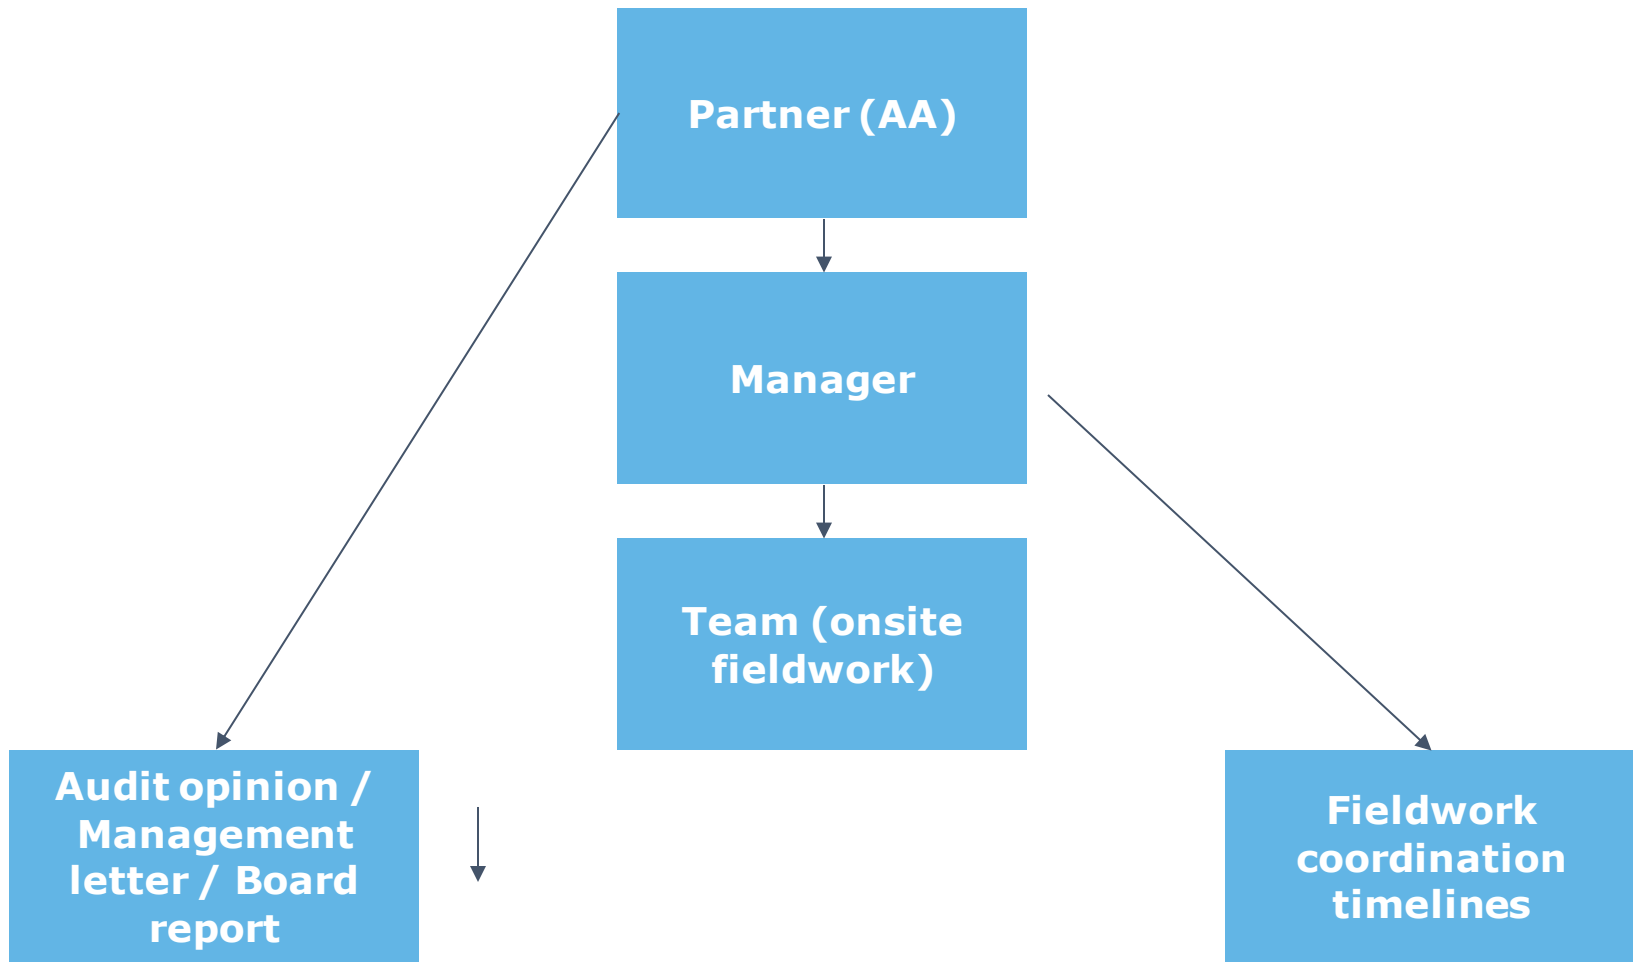 Partner (AA)
Manager
Team (onsite
fieldwork)
Audit opinion /
Management
letter / Board
report
Fieldwork
coordination
timelines